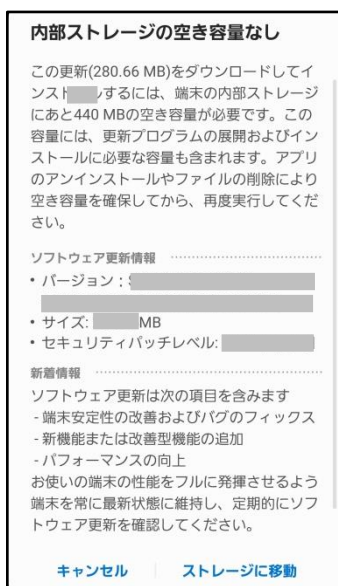 内部ストレージの空き容量なし
この更新(280.66 MB)をダウンロードしてイ
ンスト するには、端末の内部ストレージ
にあと440 MBの空き容量が必要です。この
容量には、更新プログラムの展開およびイン
ストールに必要な容量も含まれます。アプリ
のアンインストールやファイルの削除により
空き容量を確保してから、再度実行してくだ
さい。
ソフトウェア更新情報
・バージョン：
・サイズ: MB
・セキュリティパッチレベル:
新着情報
ソフトウェア更新は次の項目を含みます
- 端末安定性の改善およびバグのフィックス
- 新機能または改善型機能の追加
- パフォーマンスの向上
お使いの端末の性能をフルに発揮させるよう
端末を常に最新状態に維持し、定期的にソフ
トウェア更新を確認してください。
キャンセル ストレージに移動